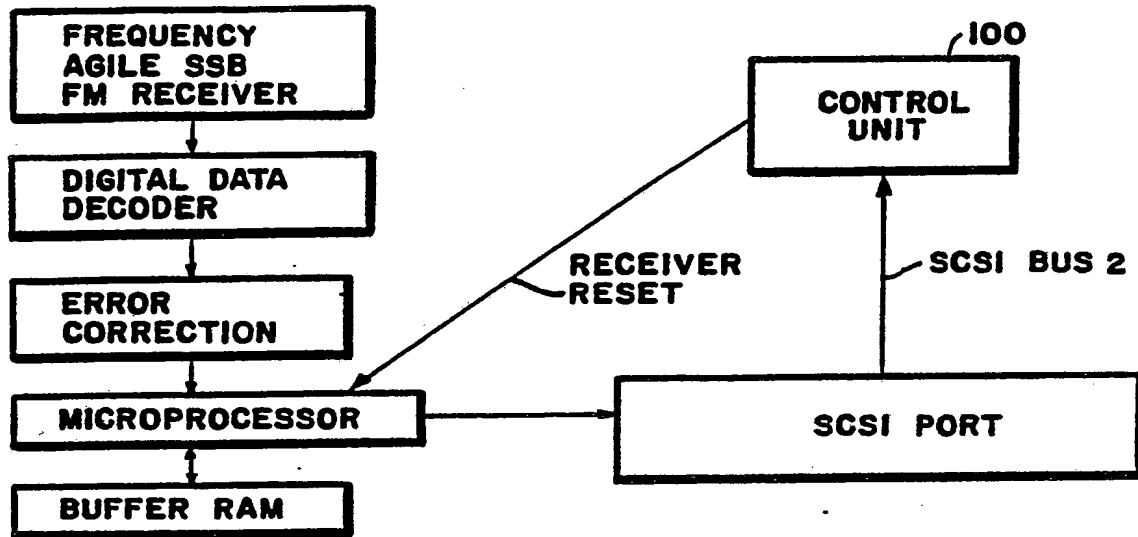 FREQUENCY
AGILE SSB
FM RECEIVER
DIGITAL DATA
DECODER
ERROR
CORRECTION
MICROPROCESSOR
BUFFER RAM
RECEIVER
RESET
100
CONTROL
UNIT
SCSI BUS 2
SCSI PORT